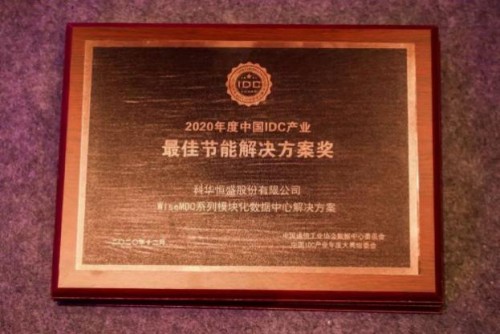 IDC
2020年度中国IDC产业
最佳节能解决方案奖
科华恒盛股份有限公司
WiseMDC系列模块化数据中心解决方案
中国通信工业协会数据中心委员会
二〇二〇年十二月
中国IDC产业年度大典组委会